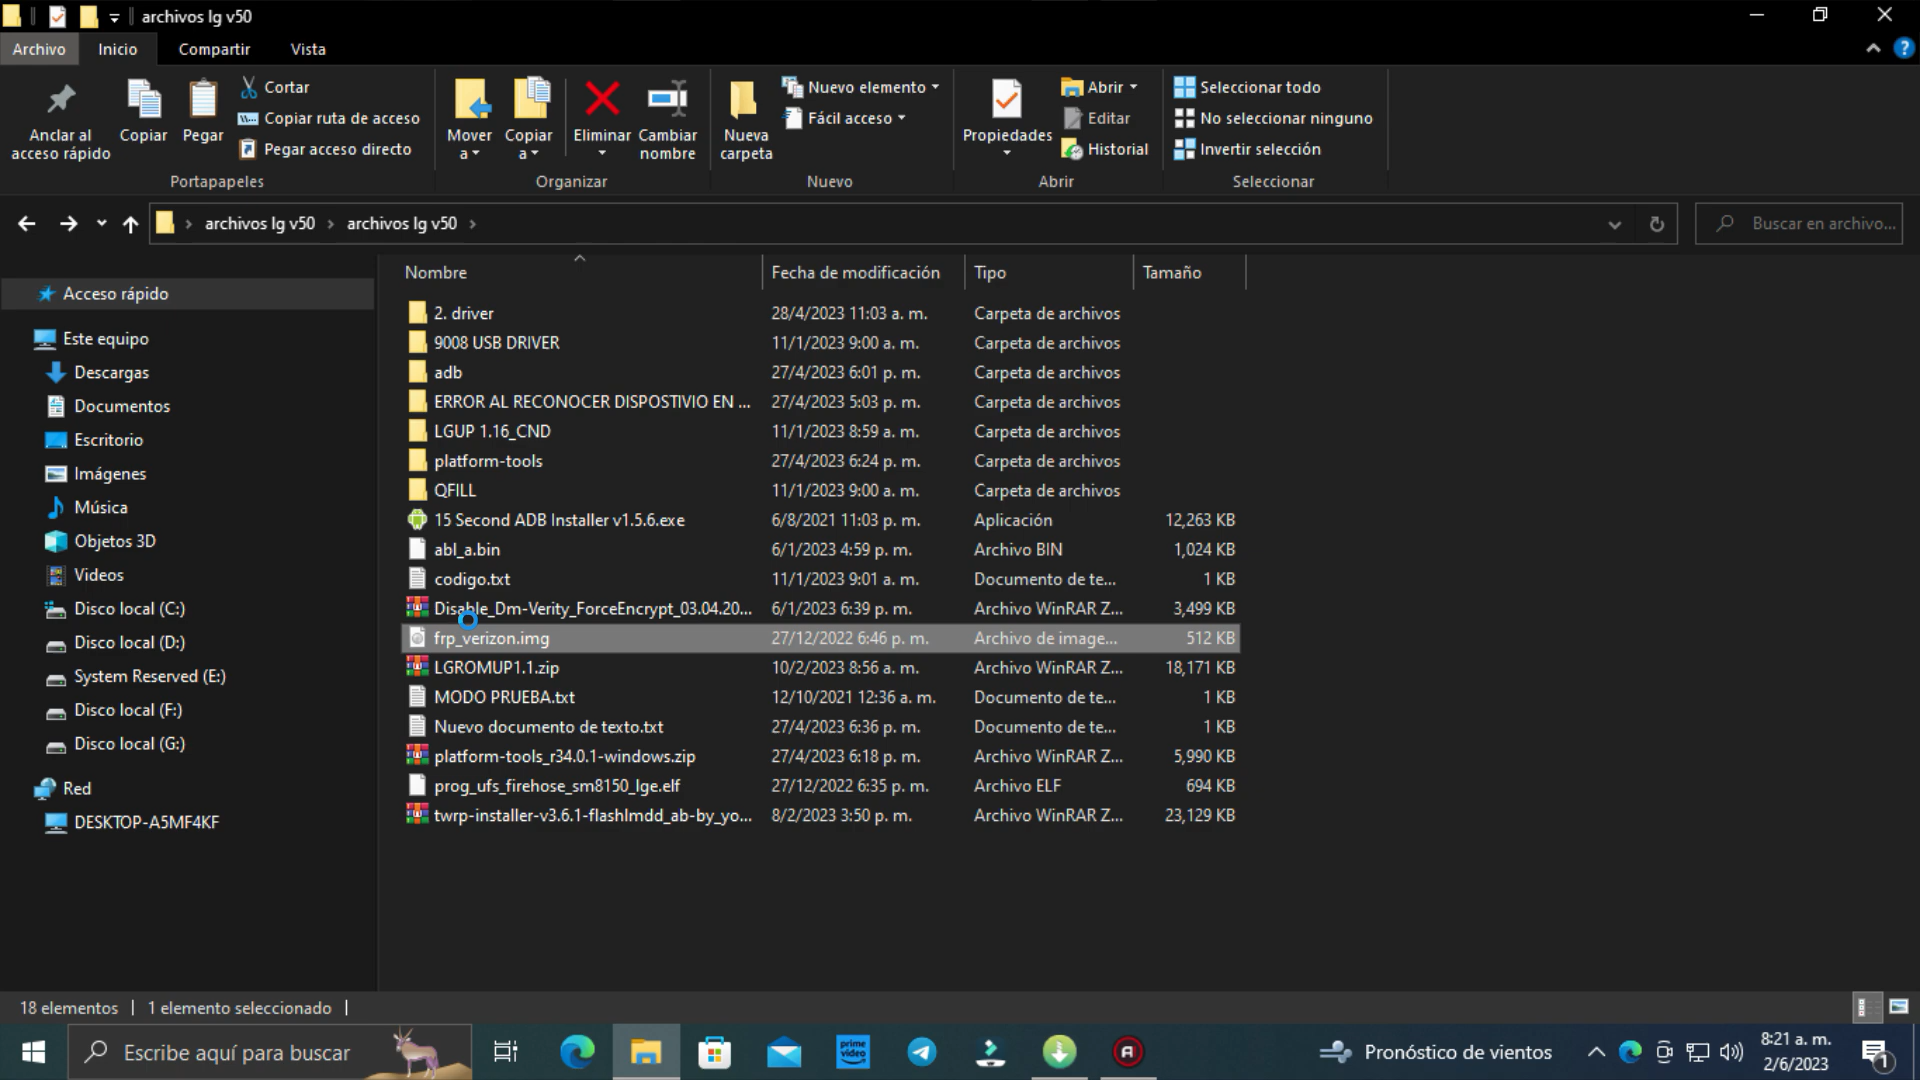 archivos lg v50
Archivo Inicio Compartir Vista
Anclar al acceso rápido
Copiar
Pegar
Cortar
Copiar ruta de acceso
Pegar acceso directo
Portapapeles
Mover a
Copiar a
Eliminar
Cambiar nombre
Organizar
Nueva carpeta
Nuevo elemento
Fácil acceso
Nuevo
Propiedades
Abrir
Editar
Historial
Abrir
Seleccionar todo
No seleccionar ninguno
Invertir selección
Seleccionar
archivos lg v50 › archivos lg v50 ›
Buscar en archivo...
Acceso rápido
Este equipo
Descargas
Documentos
Escritorio
Imágenes
Música
Objetos 3D
Videos
Disco local (C:)
Disco local (D:)
System Reserved (E:)
Disco local (F:)
Disco local (G:)
Red
DESKTOP-A5MF4KF
Nombre Fecha de modificación Tipo Tamaño
2. driver 28/4/2023 11:03 a. m. Carpeta de archivos
9008 USB DRIVER 11/1/2023 9:00 a. m. Carpeta de archivos
adb 27/4/2023 6:01 p. m. Carpeta de archivos
ERROR AL RECONOCER DISPOSTIVIO EN ... 27/4/2023 5:03 p. m. Carpeta de archivos
LGUP 1.16_CND 11/1/2023 8:59 a. m. Carpeta de archivos
platform-tools 27/4/2023 6:24 p. m. Carpeta de archivos
QFILL 11/1/2023 9:00 a. m. Carpeta de archivos
15 Second ADB Installer v1.5.6.exe 6/8/2021 11:03 p. m. Aplicación 12,263 KB
abl_a.bin 6/1/2023 4:59 p. m. Archivo BIN 1,024 KB
codigo.txt 11/1/2023 9:01 a. m. Documento de te... 1 KB
Disable_Dm-Verity_ForceEncrypt_03.04.20... 6/1/2023 6:39 p. m. Archivo WinRAR Z... 3,499 KB
frp_verizon.img 27/12/2022 6:46 p. m. Archivo de image... 512 KB
LGROMUP1.1.zip 10/2/2023 8:56 a. m. Archivo WinRAR Z... 18,171 KB
MODO PRUEBA.txt 12/10/2021 12:36 a. m. Documento de te... 1 KB
Nuevo documento de texto.txt 27/4/2023 6:36 p. m. Documento de te... 1 KB
platform-tools_r34.0.1-windows.zip 27/4/2023 6:18 p. m. Archivo WinRAR Z... 5,990 KB
prog_ufs_firehose_sm8150_lge.elf 27/12/2022 6:35 p. m. Archivo ELF 694 KB
twrp-installer-v3.6.1-flashlmdd_ab-by_yo... 8/2/2023 3:50 p. m. Archivo WinRAR Z... 23,129 KB
18 elementos 1 elemento seleccionado
Escribe aquí para buscar
prime video
Pronóstico de vientos
8:21 a. m.
2/6/2023
1